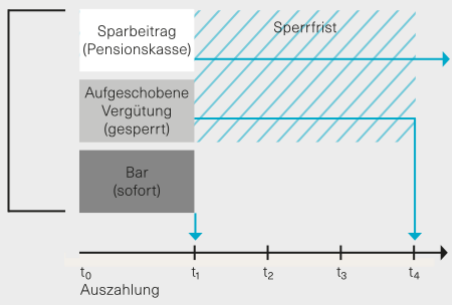 Sparbeitrag
(Pensionskasse)
Sperrfrist
Aufgeschobene
Vergütung
(gesperrt)
Bar
(sofort)
t0 t1 t2 t3 t4
Auszahlung